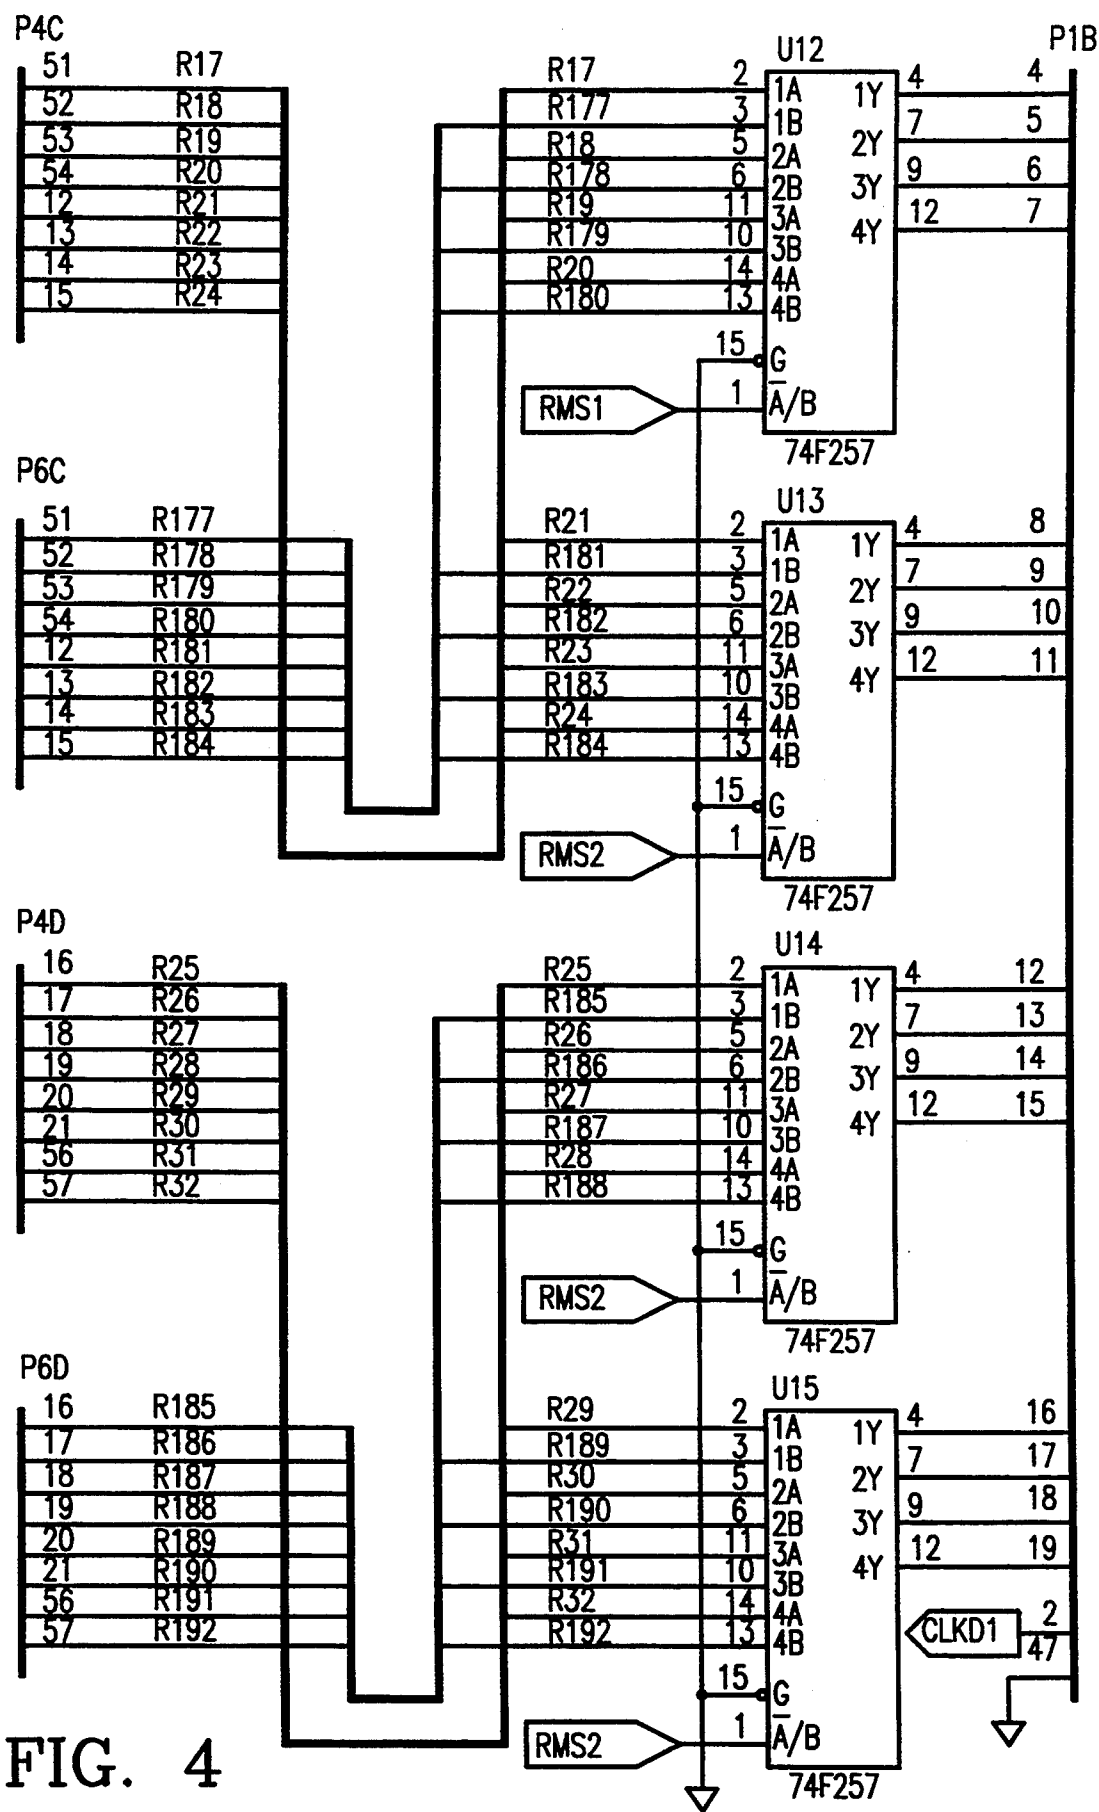 P4C
51 R17
52 R18
53 R19
54 R20
12 R21
13 R22
14 R23
15 R24
P6C
51 R177
52 R178
53 R179
54 R180
12 R181
13 R182
14 R183
15 R184
P4D
16 R25
17 R26
18 R27
19 R28
20 R29
21 R30
56 R31
57 R32
P6D
16 R185
17 R186
18 R187
19 R188
20 R189
21 R190
56 R191
57 R192
U12
R17 2 1A
R177 3 1B
R18 5 2A
R178 6 2B
R19 11 3A
R179 10 3B
R20 14 4A
R180 13 4B
15 G
RMS1 1 A̅/B
1Y 4 4
2Y 7 5
3Y 9 6
4Y 12 7
74F257
U13
R21 2 1A
R181 3 1B
R22 5 2A
R182 6 2B
R23 11 3A
R183 10 3B
R24 14 4A
R184 13 4B
15 G
RMS2 1 A̅/B
1Y 4 8
2Y 7 9
3Y 9 10
4Y 12 11
74F257
U14
R25 2 1A
R185 3 1B
R26 5 2A
R186 6 2B
R27 11 3A
R187 10 3B
R28 14 4A
R188 13 4B
15 G
RMS2 1 A̅/B
1Y 4 12
2Y 7 13
3Y 9 14
4Y 12 15
74F257
U15
R29 2 1A
R189 3 1B
R30 5 2A
R190 6 2B
R31 11 3A
R191 10 3B
R32 14 4A
R192 13 4B
15 G
RMS2 1 A̅/B
1Y 4 16
2Y 7 17
3Y 9 18
4Y 12 19
74F257
P1B
CLKD1 2
47
FIG. 4